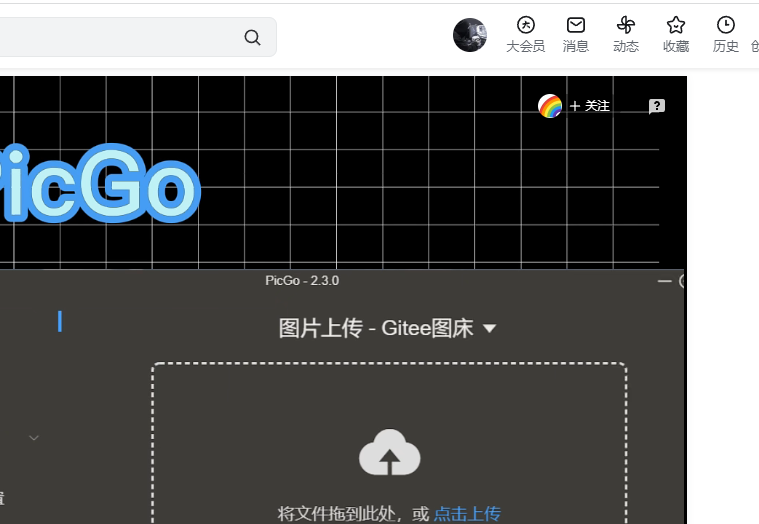 大会员 消息 动态 收藏 历史
+ 关注
PicGo
PicGo - 2.3.0
图片上传 - Gitee图床
将文件拖到此处，或 点击上传